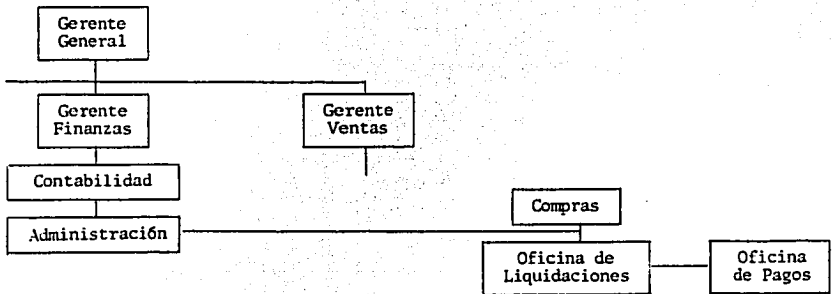 Gerente
General
Gerente
Finanzas
Gerente
Ventas
Contabilidad
Compras
Administración
Oficina de
Liquidaciones
Oficina
de Pagos